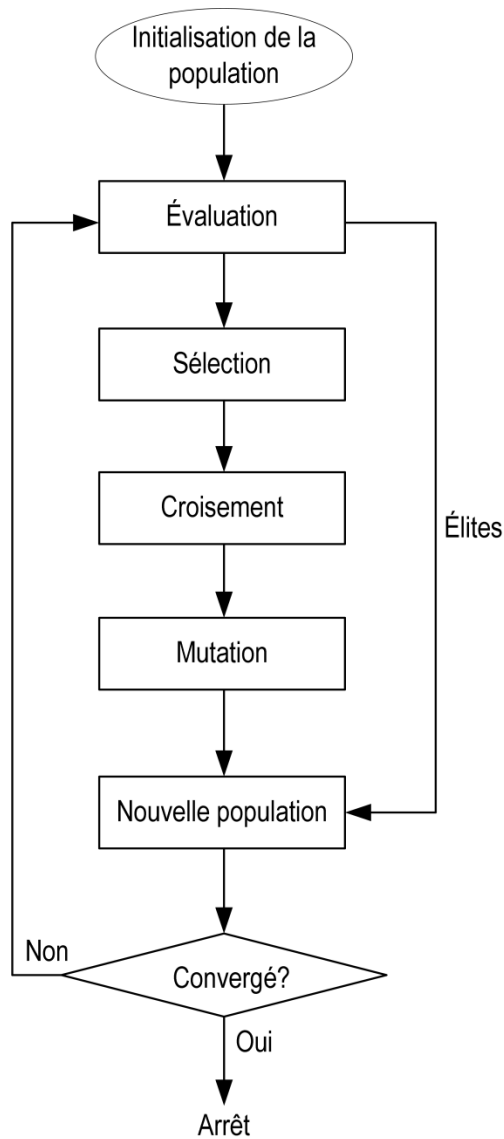 Initialisation de la
population
Évaluation
Sélection
Croisement
Élites
Mutation
Nouvelle population
Non
Convergé?
Oui
Arrêt